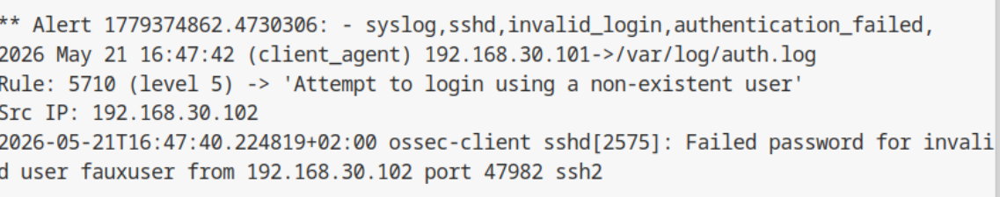 ** Alert 1779374862.4730306: - syslog,sshd,invalid_login,authentication_failed,
2026 May 21 16:47:42 (client_agent) 192.168.30.101->/var/log/auth.log
Rule: 5710 (level 5) -> 'Attempt to login using a non-existent user'
Src IP: 192.168.30.102
2026-05-21T16:47:40.224819+02:00 ossec-client sshd[2575]: Failed password for invali
d user fauxuser from 192.168.30.102 port 47982 ssh2